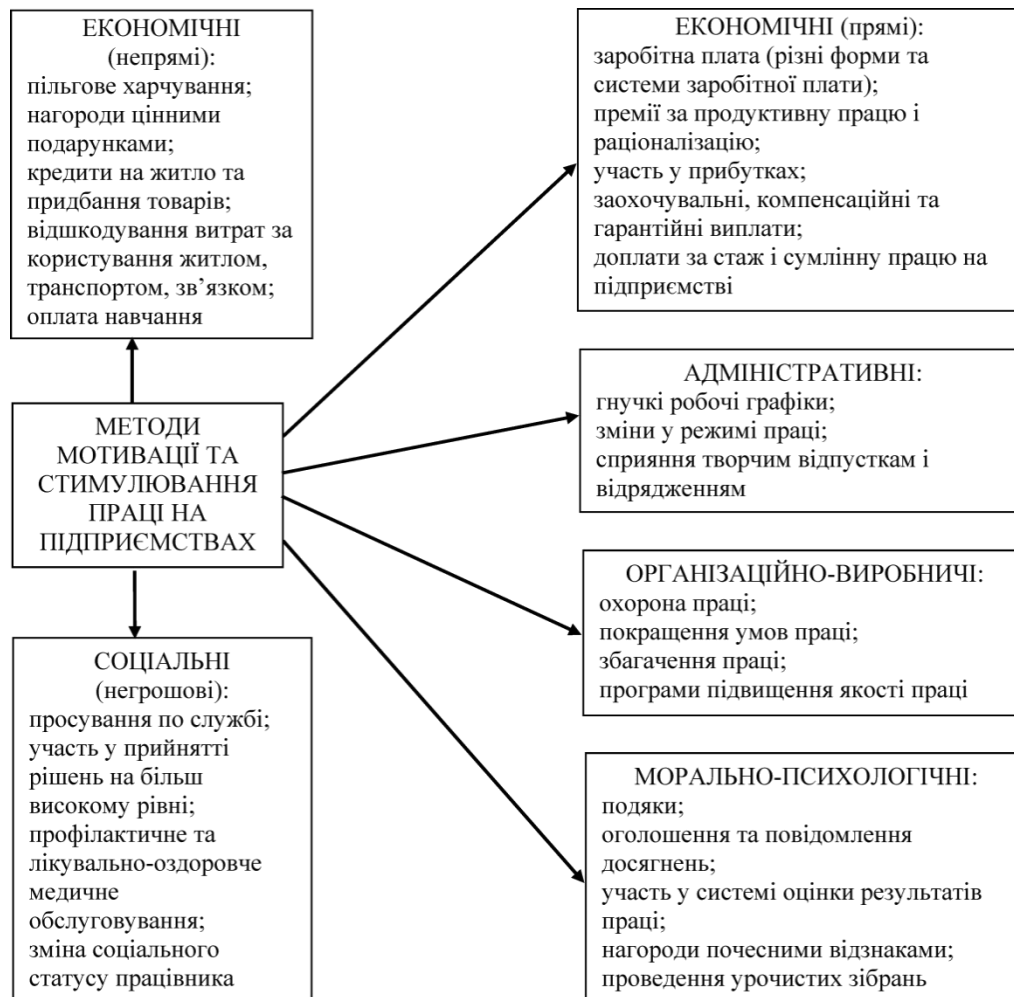 ЕКОНОМІЧНІ
(непрямі):
пільгове харчування;
нагороди цінними
подарунками;
кредити на житло та
придбання товарів;
відшкодування витрат за
користування житлом,
транспортом, зв’язком;
оплата навчання
ЕКОНОМІЧНІ (прямі):
заробітна плата (різні форми та
системи заробітної плати);
премії за продуктивну працю і
раціоналізацію;
участь у прибутках;
заохочувальні, компенсаційні та
гарантійні виплати;
доплати за стаж і сумлінну працю на
підприємстві
МЕТОДИ
МОТИВАЦІЇ ТА
СТИМУЛЮВАННЯ
ПРАЦІ НА
ПІДПРИЄМСТВАХ
АДМІНІСТРАТИВНІ:
гнучкі робочі графіки;
зміни у режимі праці;
сприяння творчим відпусткам і
відрядженням
ОРГАНІЗАЦІЙНО-ВИРОБНИЧІ:
охорона праці;
покращення умов праці;
збагачення праці;
програми підвищення якості праці
СОЦІАЛЬНІ
(негрошові):
просування по службі;
участь у прийнятті
рішень на більш
високому рівні;
профілактичне та
лікувально-оздоровче
медичне
обслуговування;
зміна соціального
статусу працівника
МОРАЛЬНО-ПСИХОЛОГІЧНІ:
подяки;
оголошення та повідомлення
досягнень;
участь у системі оцінки результатів
праці;
нагороди почесними відзнаками;
проведення урочистих зібрань